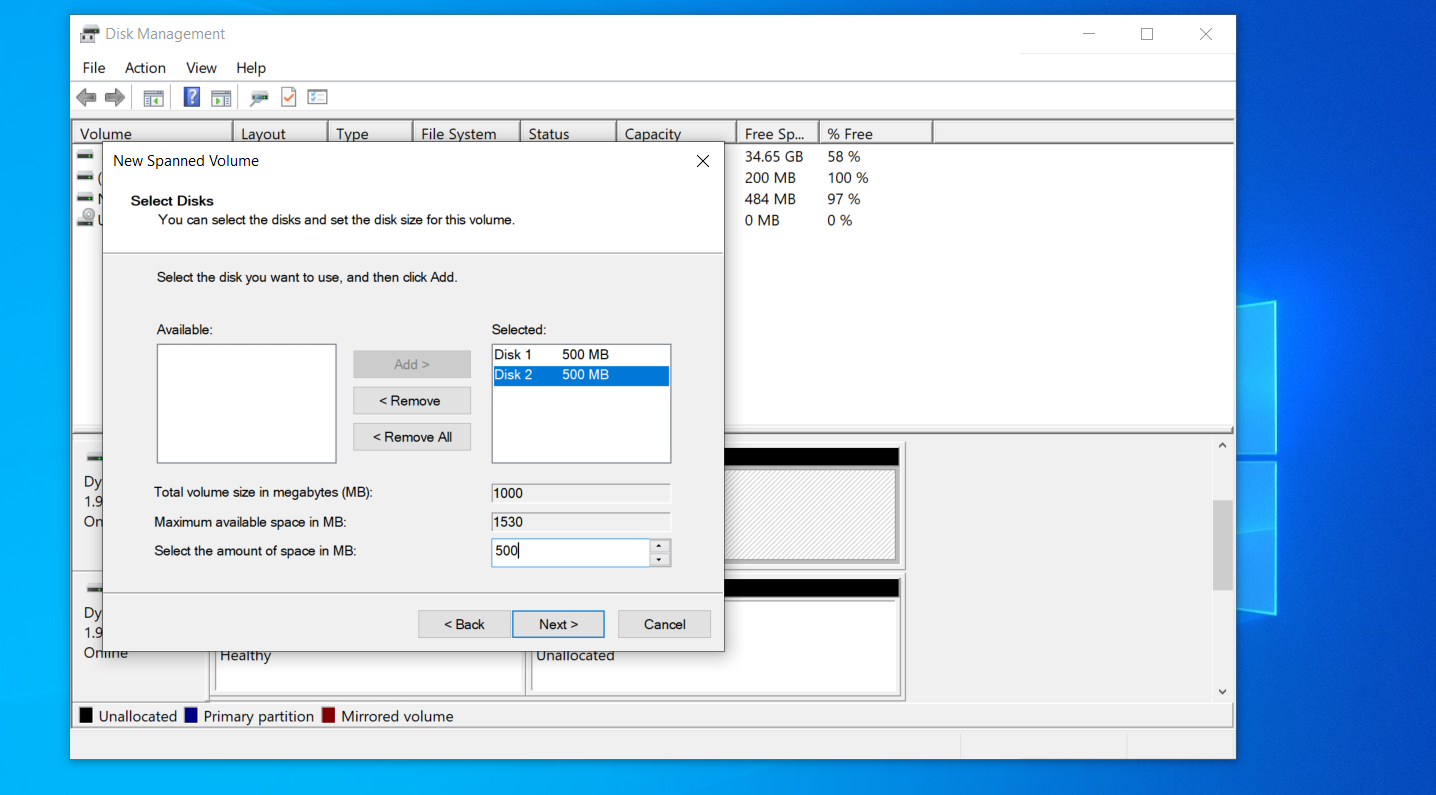 Disk Management
File Action View Help
Volume Layout Type File System Status Capacity Free Sp... % Free
34.65 GB 58 %
( 200 MB 100 %
N 484 MB 97 %
U 0 MB 0 %
New Spanned Volume
Select Disks
You can select the disks and set the disk size for this volume.
Select the disk you want to use, and then click Add.
Available: Selected:
Add >
< Remove
< Remove All
Disk 1 500 MB
Disk 2 500 MB
Total volume size in megabytes (MB): 1000
Maximum available space in MB: 1530
Select the amount of space in MB: 500
< Back Next > Cancel
Dy
1.9
On
Dy
1.9
Online
Healthy Unallocated
Unallocated Primary partition Mirrored volume